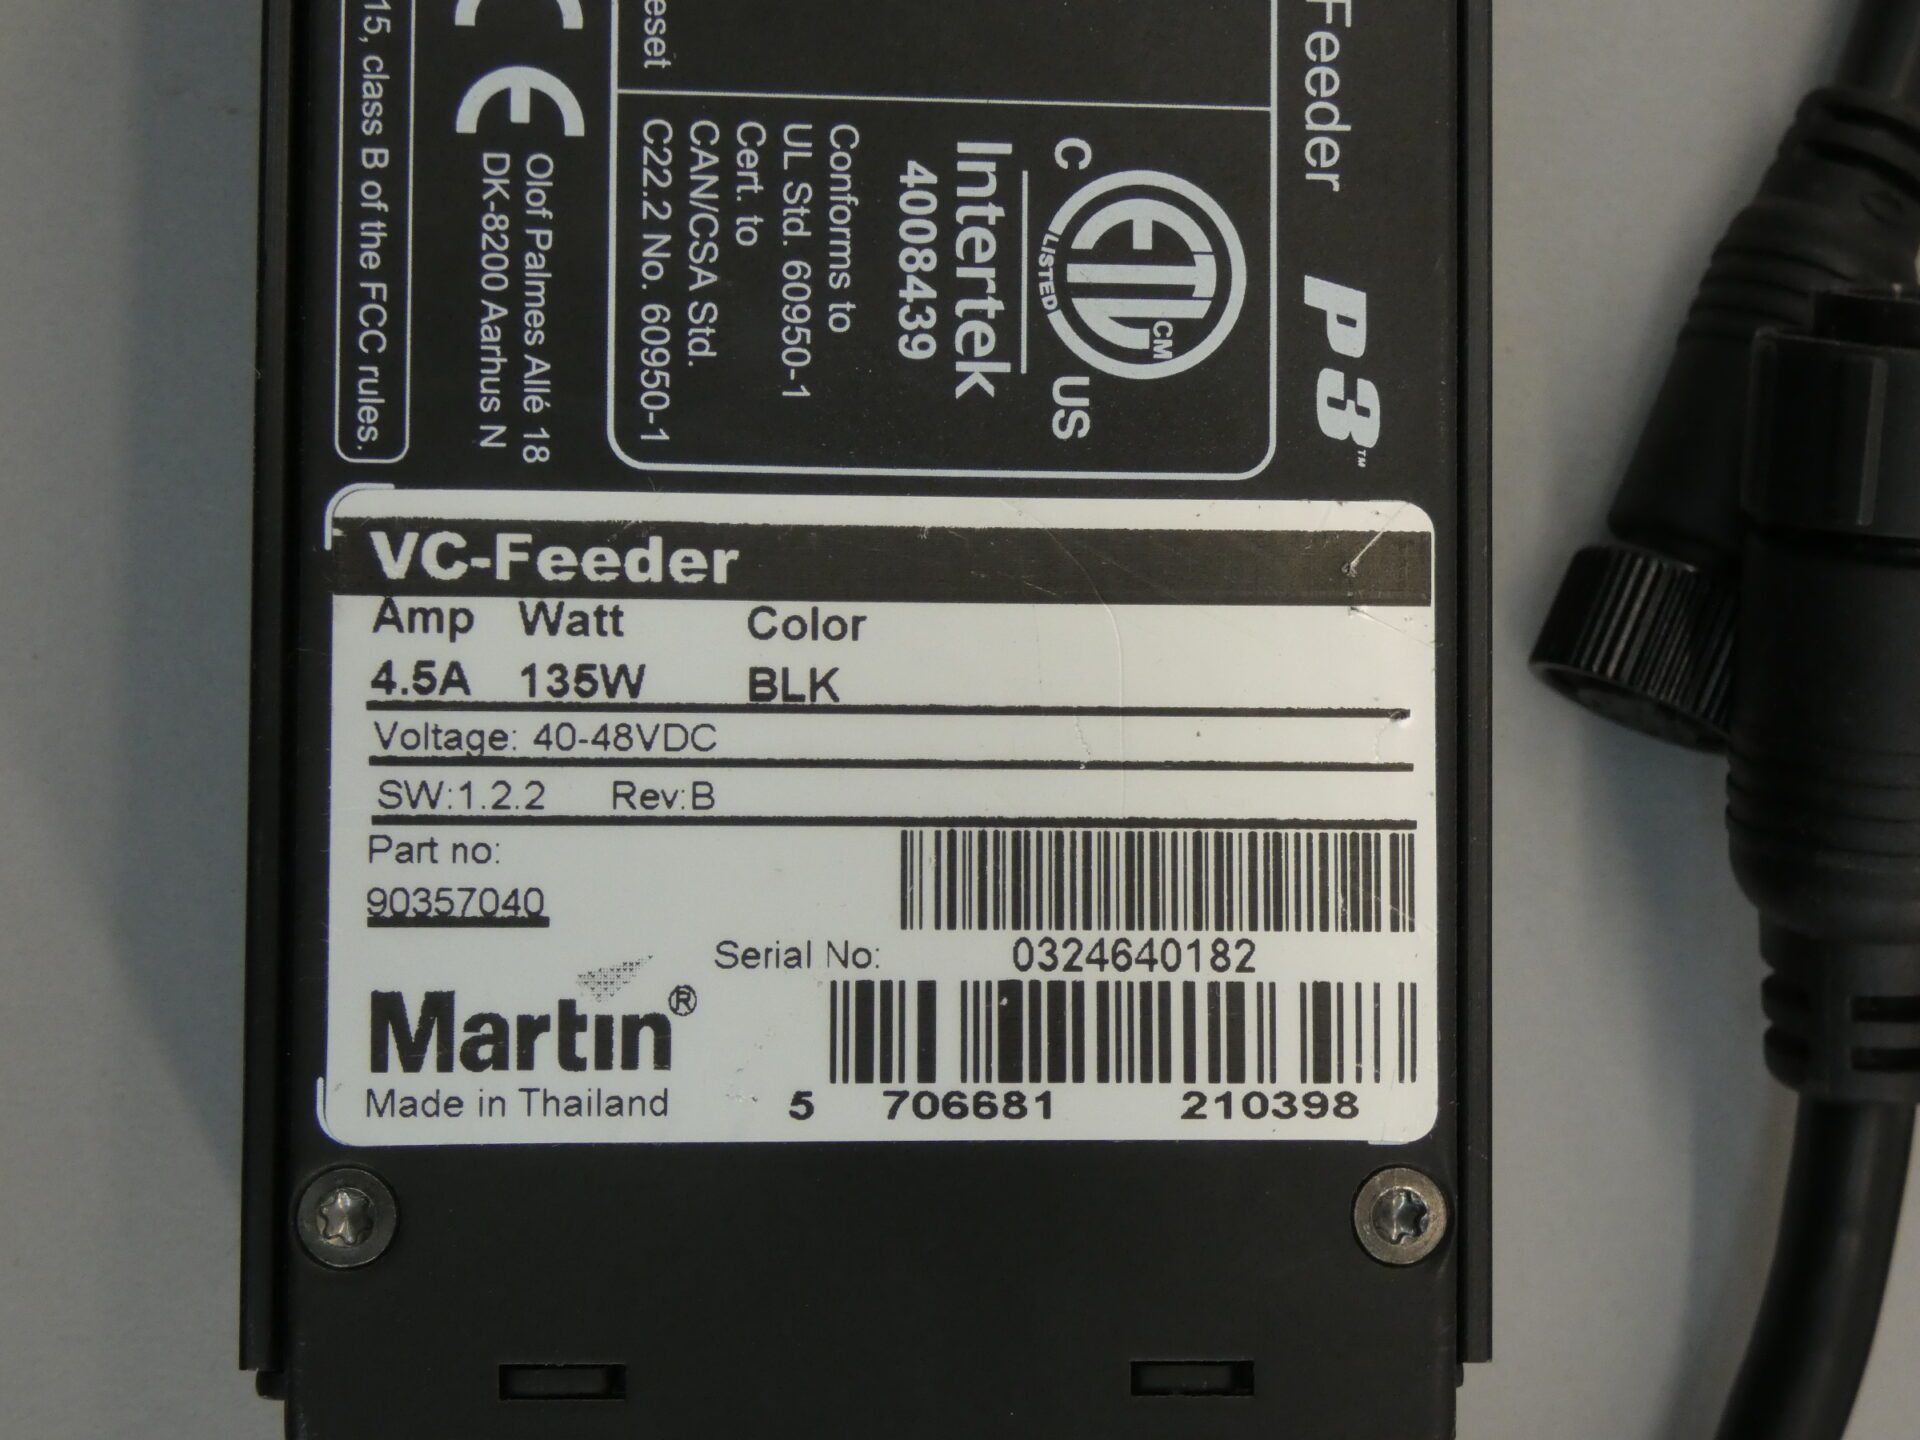 Feeder P3™
eset
C ETL CM LISTED US
Intertek
4008439
Conforms to
UL Std. 60950-1
Cert. to
CAN/CSA Std.
C22.2 No. 60950-1
CE
Olof Palmes Allé 18
DK-8200 Aarhus N
15, class B of the FCC rules.
VC-Feeder
Amp Watt Color
4.5A 135W BLK
Voltage: 40-48VDC
SW:1.2.2 Rev:B
Part no:
90357040
Serial No: 0324640182
Martin®
Made in Thailand
5 706681 210398